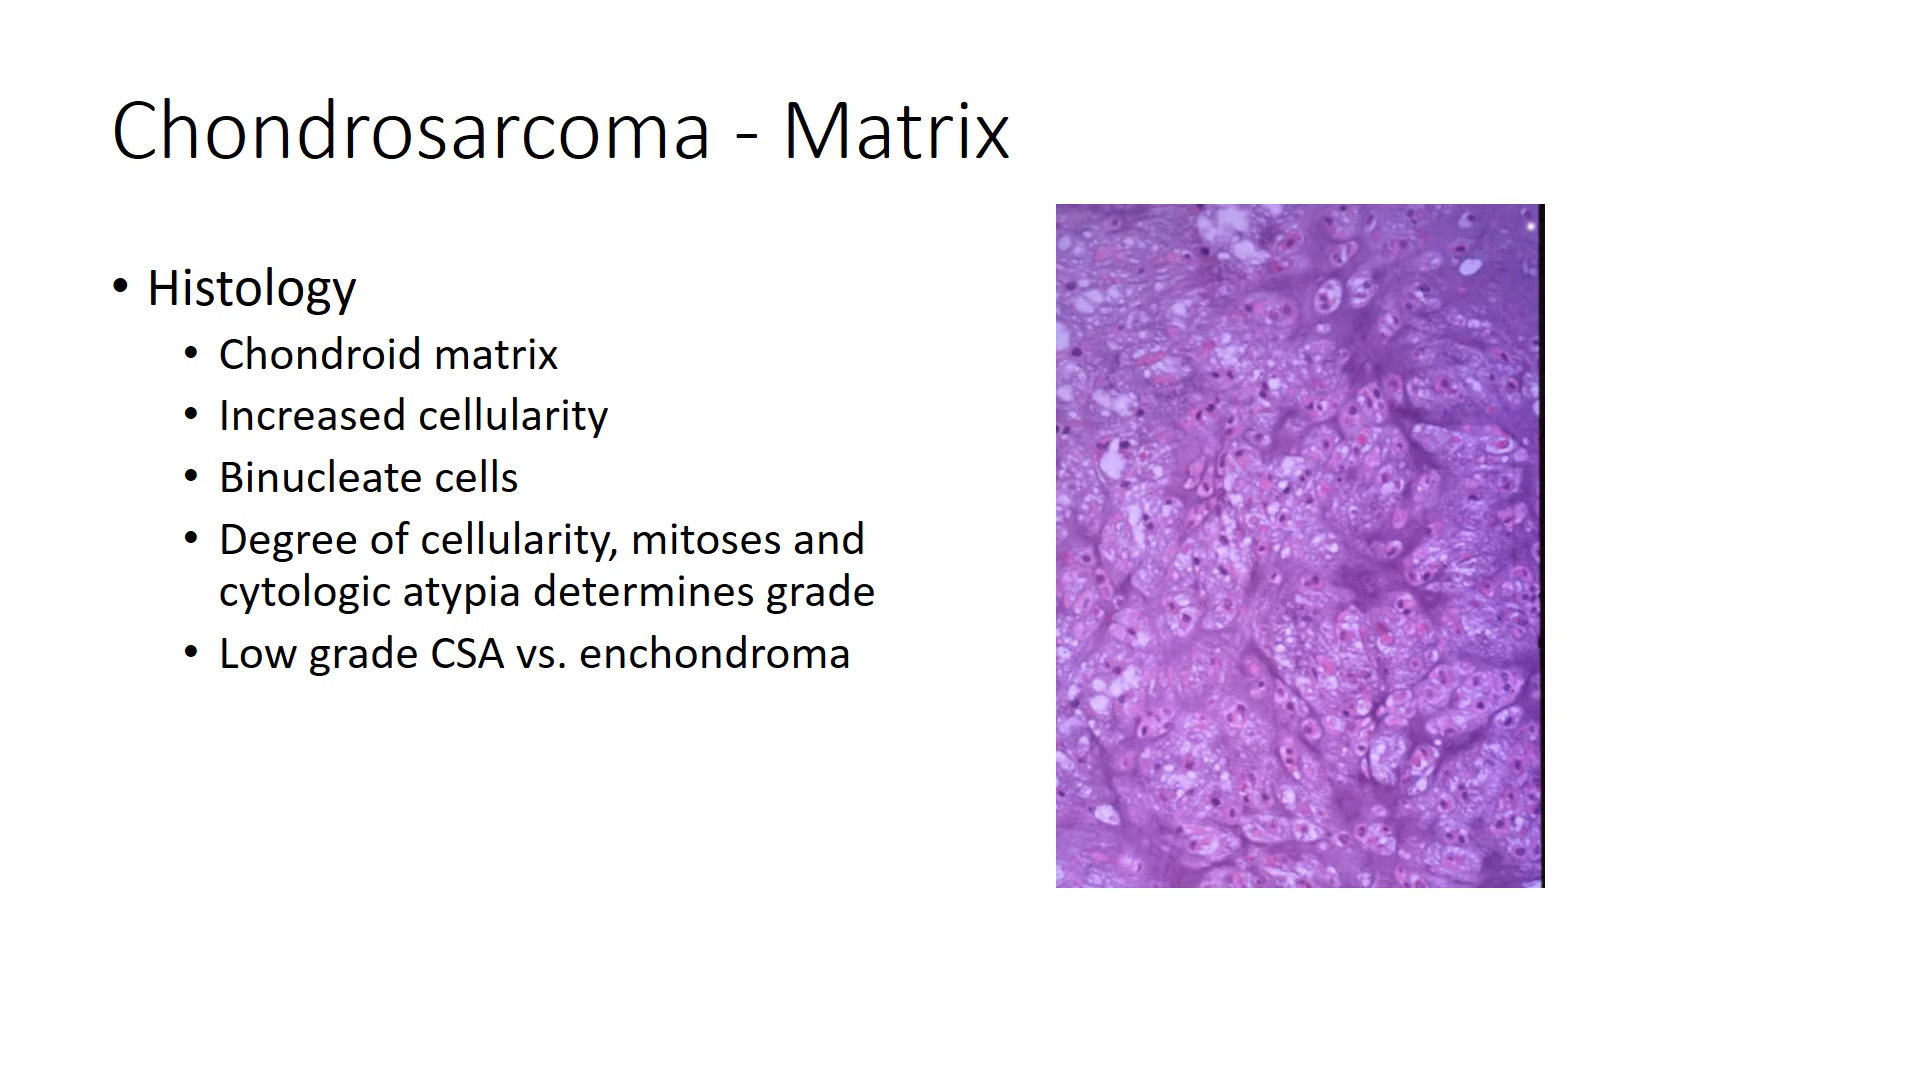 Chondrosarcoma - Matrix
• Histology
• Chondroid matrix
• Increased cellularity
• Binucleate cells
• Degree of cellularity, mitoses and
cytologic atypia determines grade
• Low grade CSA vs. enchondroma